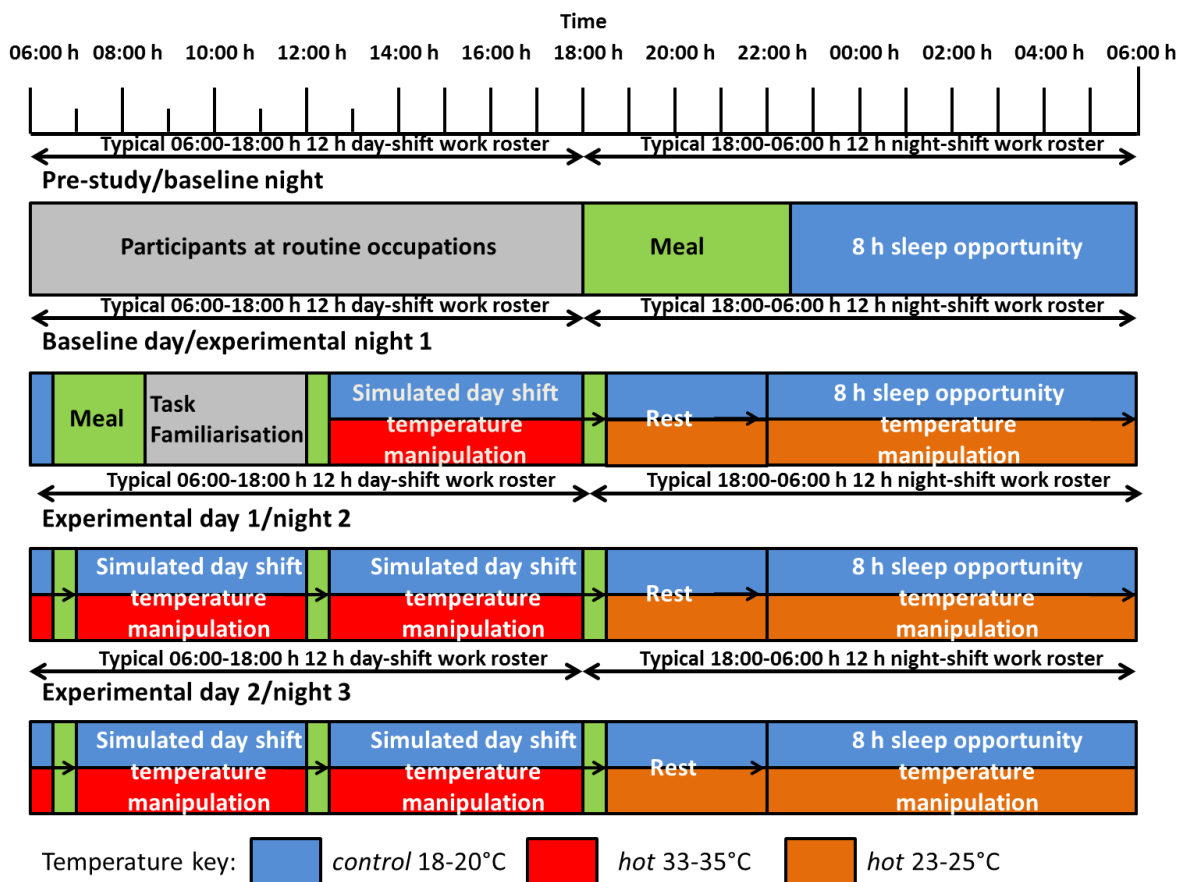 Time
06:00 h 08:00 h 10:00 h 12:00 h 14:00 h 16:00 h 18:00 h 20:00 h 22:00 h 00:00 h 02:00 h 04:00 h 06:00 h
Typical 06:00-18:00 h 12 h day-shift work roster Typical 18:00-06:00 h 12 h night-shift work roster
Pre-study/baseline night
Participants at routine occupations Meal 8 h sleep opportunity
Typical 06:00-18:00 h 12 h day-shift work roster Typical 18:00-06:00 h 12 h night-shift work roster
Baseline day/experimental night 1
Meal
Task
Familiarisation
Simulated day shift
temperature
manipulation
Rest
8 h sleep opportunity
temperature
manipulation
Typical 06:00-18:00 h 12 h day-shift work roster Typical 18:00-06:00 h 12 h night-shift work roster
Experimental day 1/night 2
Simulated day shift
temperature
manipulation
Simulated day shift
temperature
manipulation
Rest
8 h sleep opportunity
temperature
manipulation
Typical 06:00-18:00 h 12 h day-shift work roster Typical 18:00-06:00 h 12 h night-shift work roster
Experimental day 2/night 3
Simulated day shift
temperature
manipulation
Simulated day shift
temperature
manipulation
Rest
8 h sleep opportunity
temperature
manipulation
Temperature key: control 18-20°C hot 33-35°C hot 23-25°C